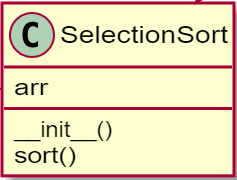 C SelectionSort
arr
__init__()
sort()